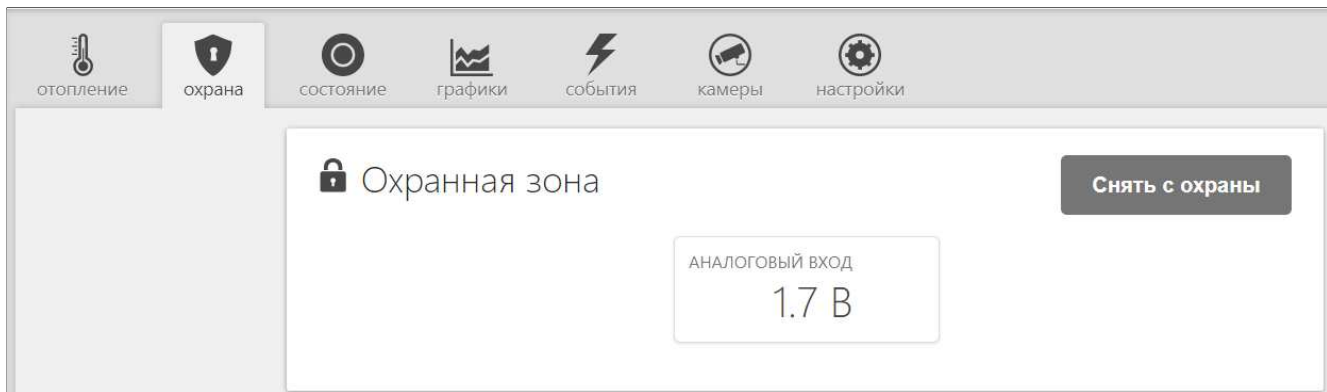 отопление охрана состояние графики события камеры настройки
Охранная зона
Снять с охраны
АНАЛОГОВЫЙ ВХОД
1.7 В